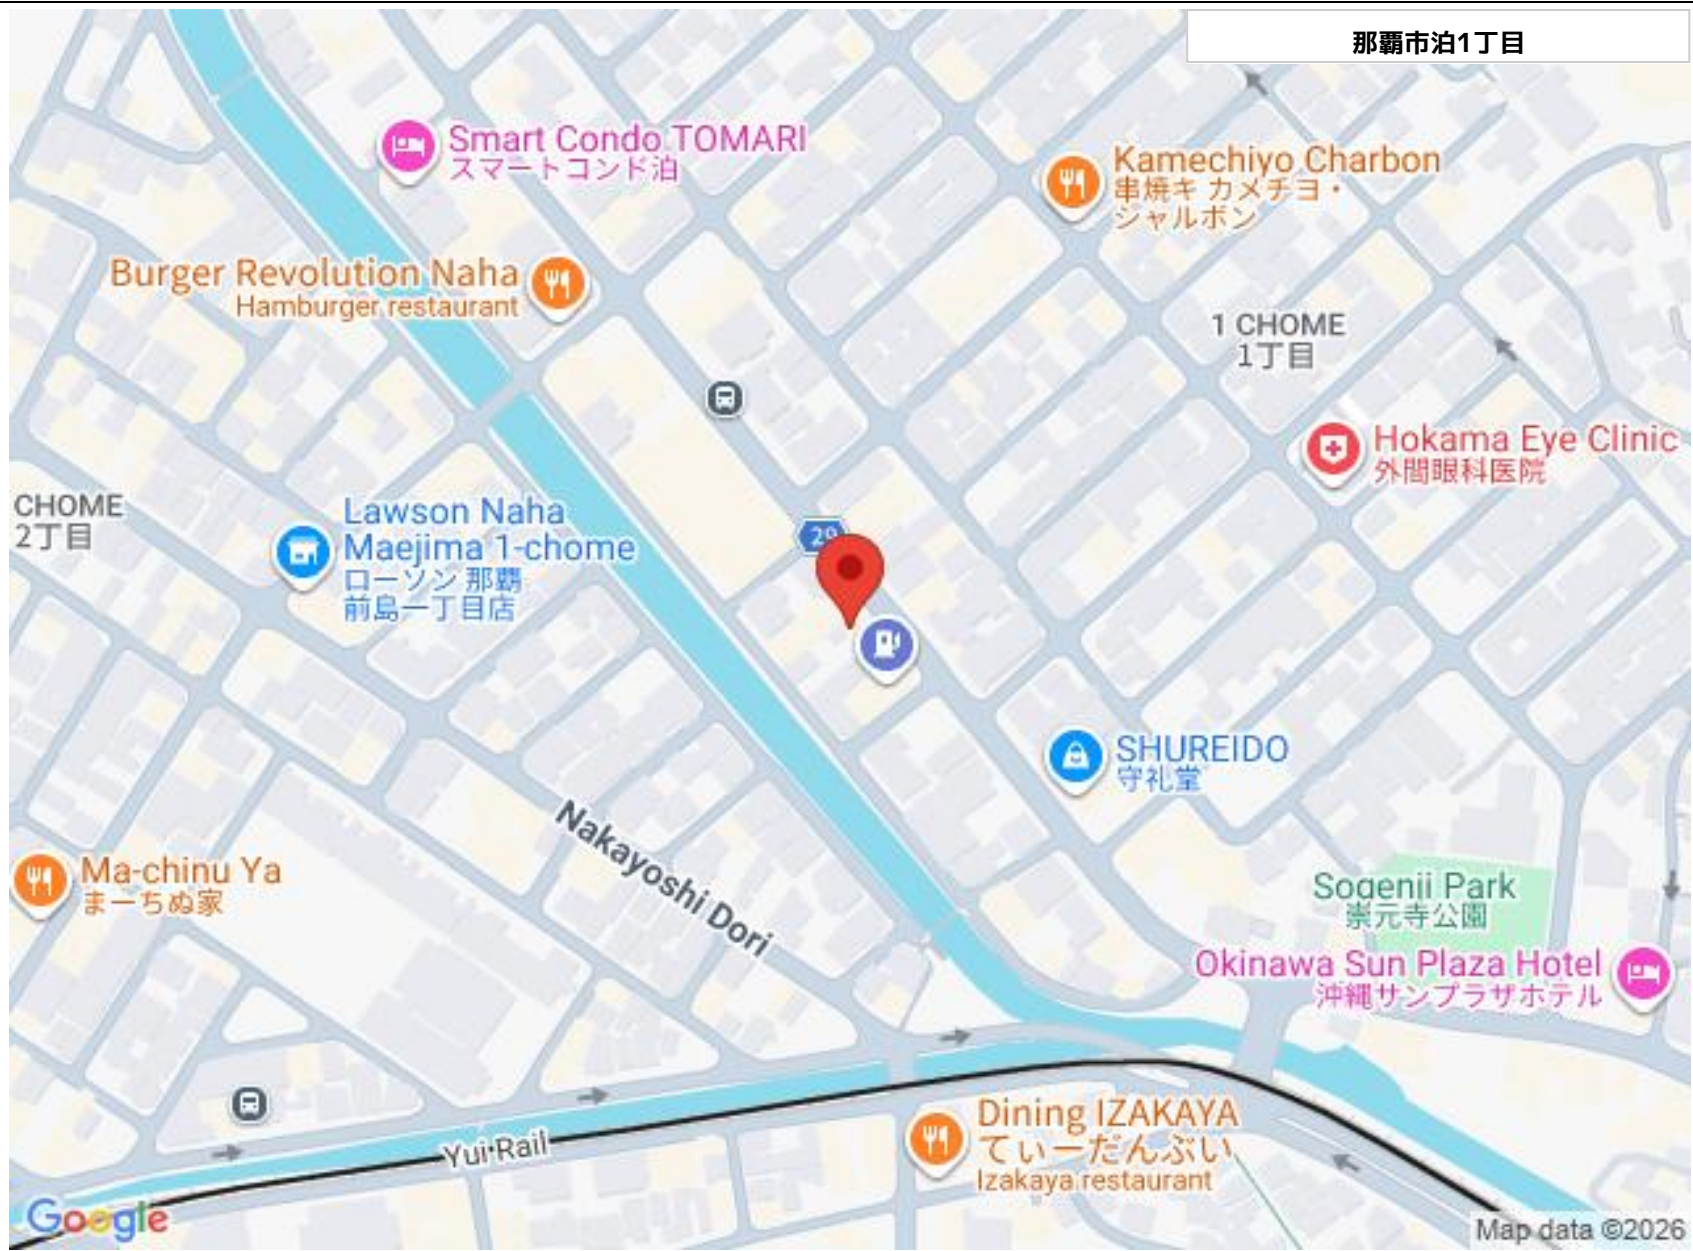 那覇市泊1丁目
Smart Condo TOMARI
スマートコンド泊
Kamechiyo Charbon
串焼キ カメチヨ・
シャルボン
Burger Revolution Naha
Hamburger restaurant
1 CHOME
1丁目
Hokama Eye Clinic
外間眼科医院
CHOME
2丁目
Lawson Naha
Maejima 1-chome
ローソン 那覇
前島一丁目店
29
SHUREIDO
守礼堂
Nakayoshi Dori
Ma-chinu Ya
まーちぬ家
Sogenji Park
崇元寺公園
Okinawa Sun Plaza Hotel
沖縄サンプラザホテル
Dining IZAKAYA
てぃーだんぶい
Izakaya restaurant
Yui Rail
Google
Map data ©2026